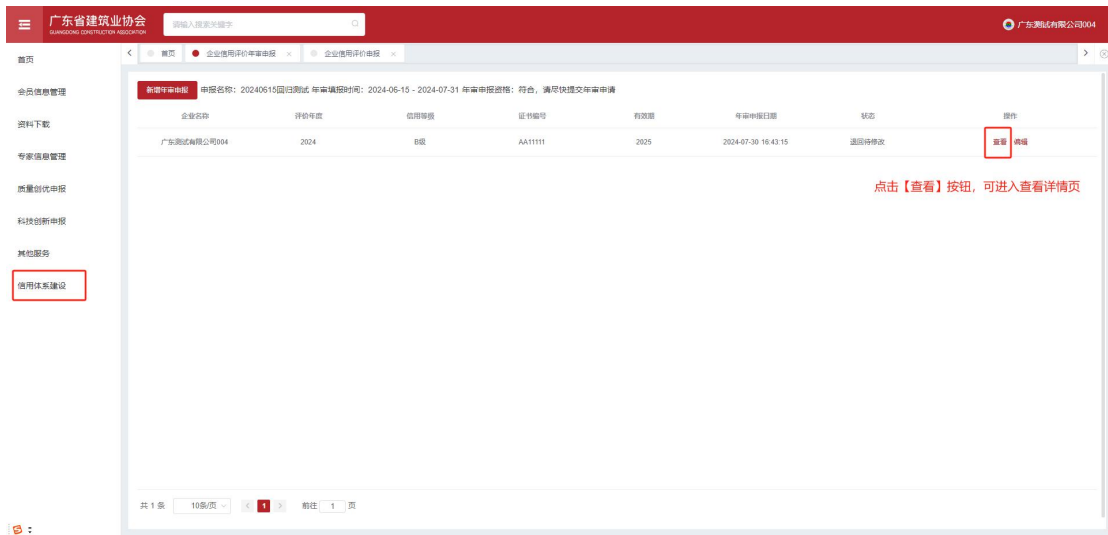 广东省建筑业协会
GUANGDONG CONSTRUCTION ASSOCIATION
请输入搜索关键字
广东测试有限公司004
首页
会员信息管理
资料下载
专家信息管理
质量创优申报
科技创新申报
其他服务
信用体系建设
首页 企业信用评价年审申报 × 企业信用评价申报 ×
新增年审申报 申报名称：20240615回归测试 年审填报时间：2024-06-15 - 2024-07-31 年审申报资格：符合，请尽快提交年审申请
企业名称 评价年度 信用等级 证书编号 有效期 年审申报日期 状态 操作
广东测试有限公司004 2024 B级 AA11111 2025 2024-07-30 16:43:15 退回待修改 查看 编辑
点击【查看】按钮，可进入查看详情页
共 1 条 10条/页 < 1 > 前往 1 页